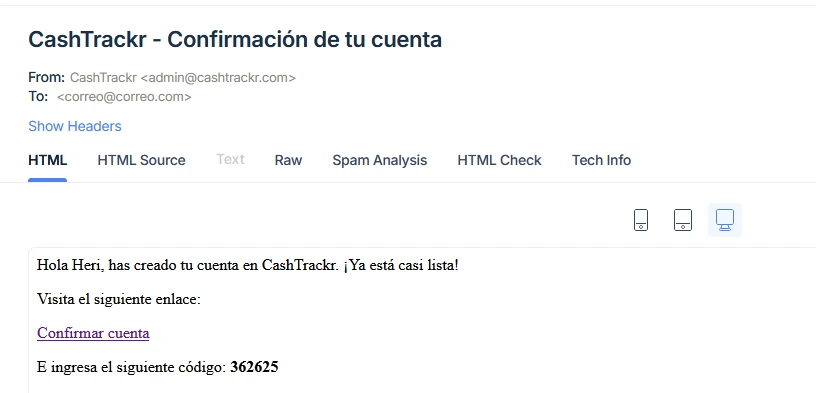 CashTrackr - Confirmación de tu cuenta
From: CashTrackr <admin@cashtrackr.com>
To: <correo@correo.com>
Show Headers
HTML HTML Source Text Raw Spam Analysis HTML Check Tech Info
Hola Heri, has creado tu cuenta en CashTrackr. ¡Ya está casi lista!
Visita el siguiente enlace:
Confirmar cuenta
E ingresa el siguiente código: 362625